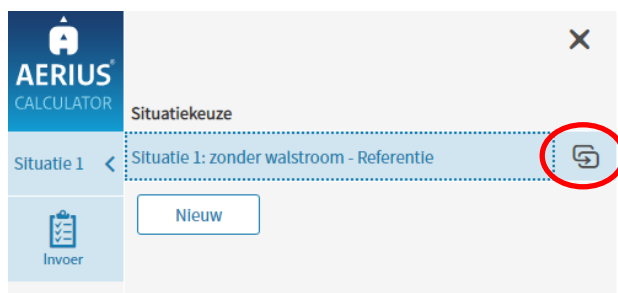 AERIUS®
CALCULATOR
Situatiekeuze
Situatie 1
Situatie 1: zonder walstroom - Referentie
Nieuw
Invoer